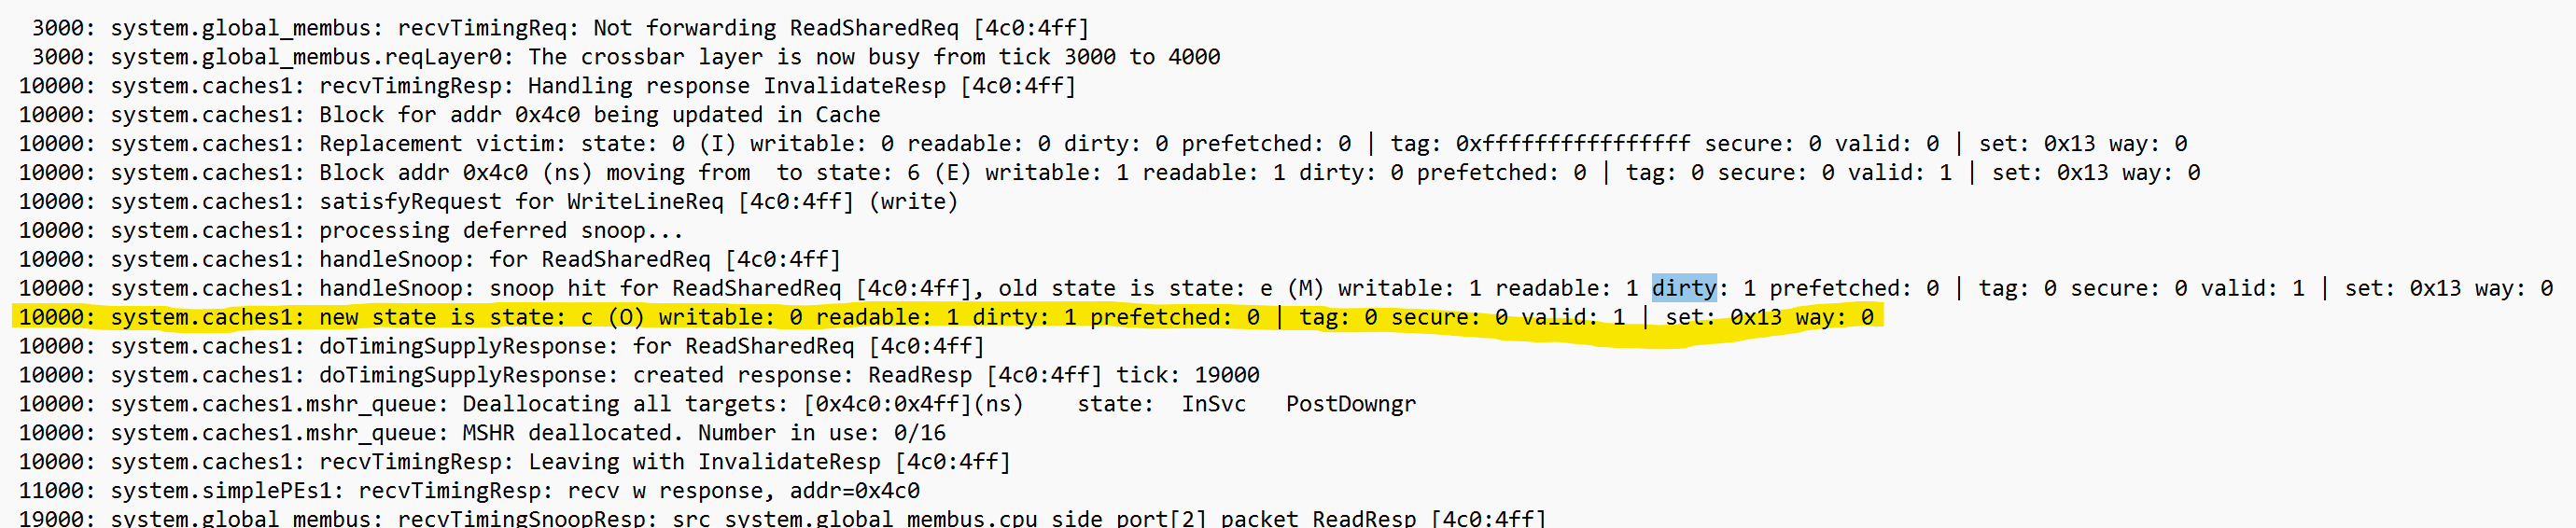 3000: system.global_membus: recvTimingReq: Not forwarding ReadSharedReq [4c0:4ff]
3000: system.global_membus.reqLayer0: The crossbar layer is now busy from tick 3000 to 4000
10000: system.caches1: recvTimingResp: Handling response InvalidateResp [4c0:4ff]
10000: system.caches1: Block for addr 0x4c0 being updated in Cache
10000: system.caches1: Replacement victim: state: 0 (I) writable: 0 readable: 0 dirty: 0 prefetched: 0 | tag: 0xffffffffffffffff secure: 0 valid: 0 | set: 0x13 way: 0
10000: system.caches1: Block addr 0x4c0 (ns) moving from  to state: 6 (E) writable: 1 readable: 1 dirty: 0 prefetched: 0 | tag: 0 secure: 0 valid: 1 | set: 0x13 way: 0
10000: system.caches1: satisfyRequest for WriteLineReq [4c0:4ff] (write)
10000: system.caches1: processing deferred snoop...
10000: system.caches1: handleSnoop: for ReadSharedReq [4c0:4ff]
10000: system.caches1: handleSnoop: snoop hit for ReadSharedReq [4c0:4ff], old state is state: e (M) writable: 1 readable: 1 dirty: 1 prefetched: 0 | tag: 0 secure: 0 valid: 1 | set: 0x13 way: 0
10000: system.caches1: new state is state: c (O) writable: 0 readable: 1 dirty: 1 prefetched: 0 | tag: 0 secure: 0 valid: 1 | set: 0x13 way: 0
10000: system.caches1: doTimingSupplyResponse: for ReadSharedReq [4c0:4ff]
10000: system.caches1: doTimingSupplyResponse: created response: ReadResp [4c0:4ff] tick: 19000
10000: system.caches1.mshr_queue: Deallocating all targets: [0x4c0:0x4ff](ns)    state:  InSvc   PostDowngr
10000: system.caches1.mshr_queue: MSHR deallocated. Number in use: 0/16
10000: system.caches1: recvTimingResp: Leaving with InvalidateResp [4c0:4ff]
11000: system.simplePEs1: recvTimingResp: recv w response, addr=0x4c0
19000: system.global_membus: recvTimingSnoopResp: src system.global_membus.cpu_side_port[2] packet ReadResp [4c0:4ff]